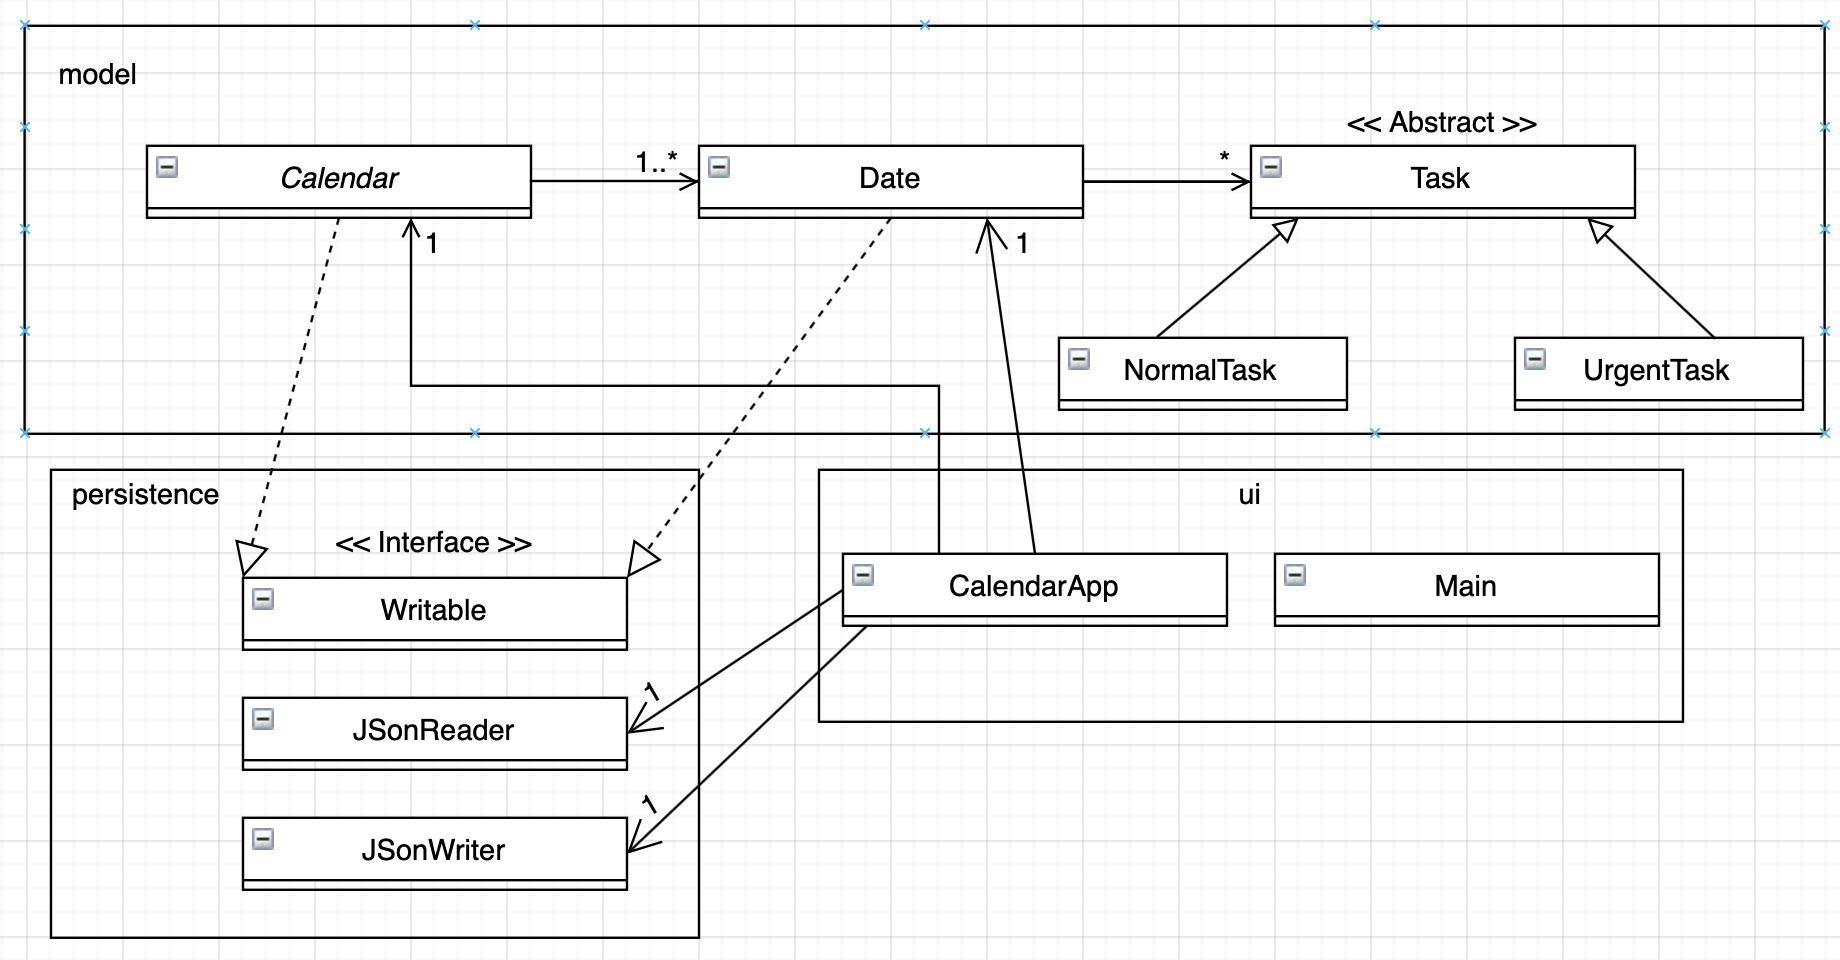 model
<< Abstract >>
Calendar
1..*
Date
*
Task
1
1
NormalTask
UrgentTask
persistence
ui
<< Interface >>
Writable
CalendarApp
Main
1
JSonReader
1
JSonWriter